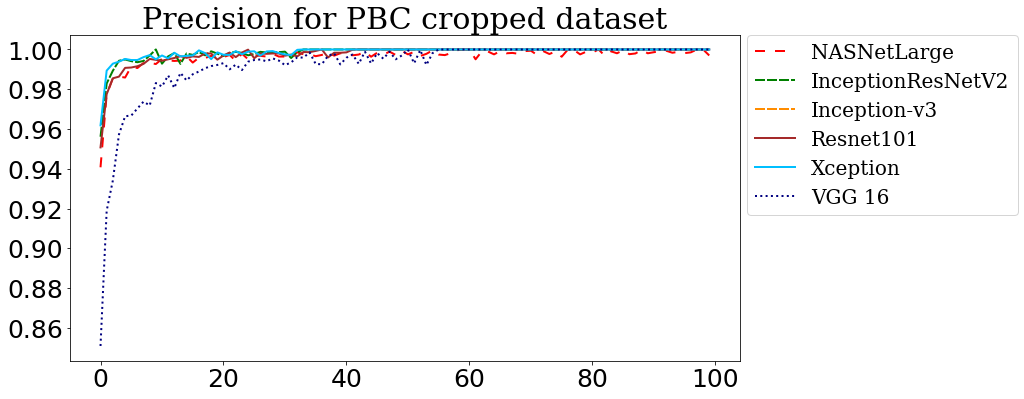 Precision for PBC cropped dataset
1.00
0.98
0.96
0.94
0.92
0.90
0.88
0.86
0
20
40
60
80
100
NASNetLarge
InceptionResNetV2
Inception-v3
Resnet101
Xception
VGG 16